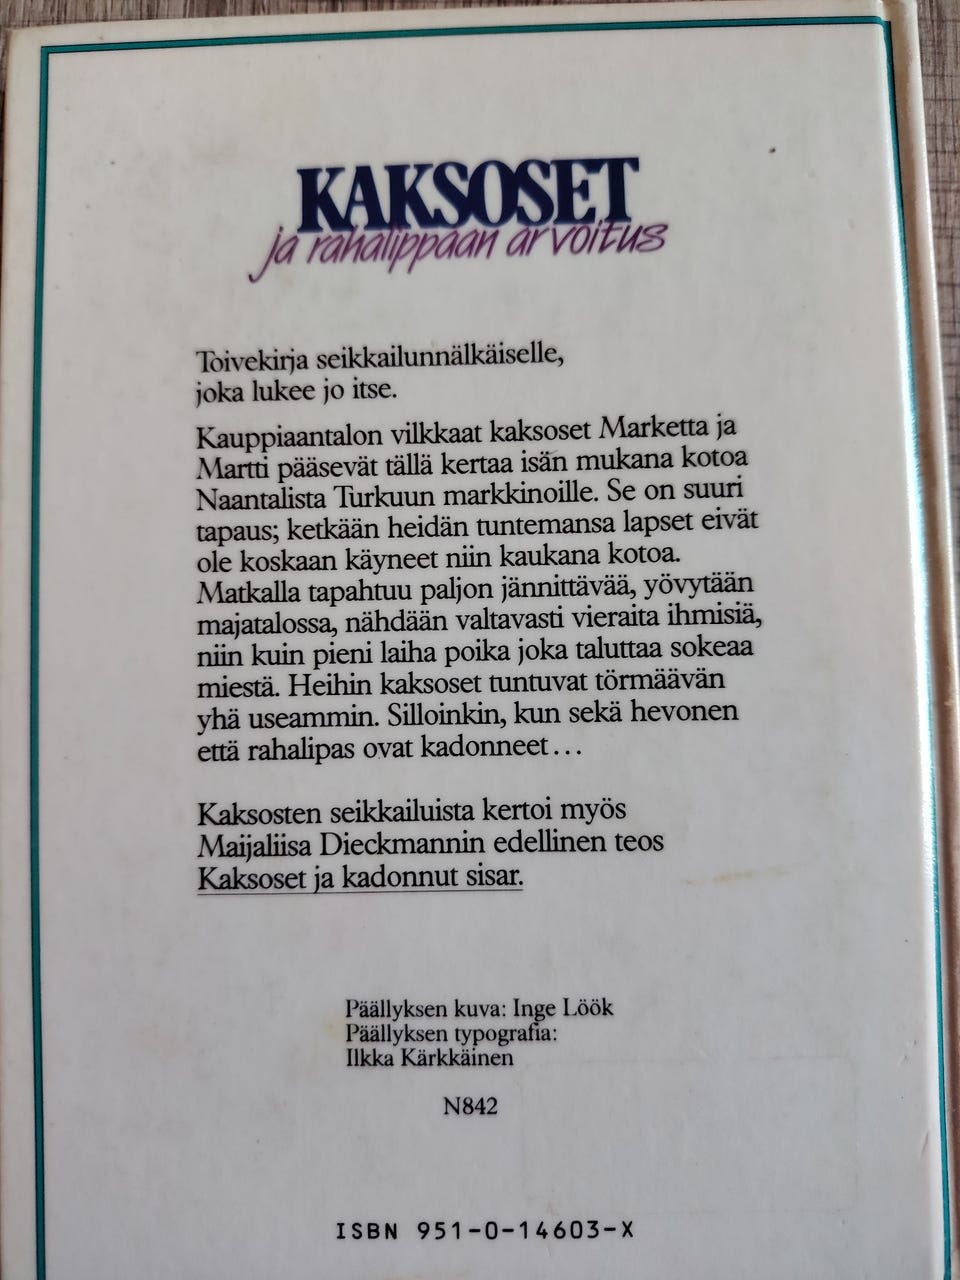 KAKSOSET
ja rahalippaan arvoitus
Toivekirja seikkailunnälkäiselle,
joka lukee jo itse.
Kauppiaantalon vilkkaat kaksoset Marketta ja
Martti pääsevät tällä kertaa isän mukana kotoa
Naantalista Turkuun markkinoille. Se on suuri
tapaus; ketkään heidän tuntemansa lapset eivät
ole koskaan käyneet niin kaukana kotoa.
Matkalla tapahtuu paljon jännittävää, yövytään
majatalossa, nähdään valtavasti vieraita ihmisiä,
niin kuin pieni laiha poika joka taluttaa sokeaa
miestä. Heihin kaksoset tuntuvat törmäävän
yhä useammin. Silloinkin, kun sekä hevonen
että rahalipas ovat kadonneet...
Kaksosten seikkailuista kertoi myös
Maijaliisa Dieckmannin edellinen teos
Kaksoset ja kadonnut sisar.
Päällyksen kuva: Inge Löök
Päällyksen typografia:
Ilkka Kärkkäinen
N842
ISBN 951-0-14603-X